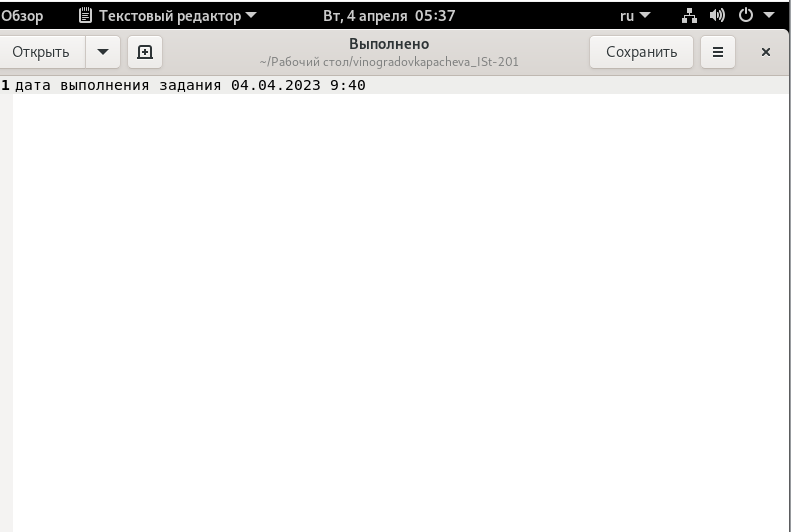 Обзор Текстовый редактор Вт, 4 апреля 05:37 ru
Открыть Выполнено Сохранить
~/Рабочий стол/vinogradovkapacheva_ISt-201
1 дата выполнения задания 04.04.2023 9:40